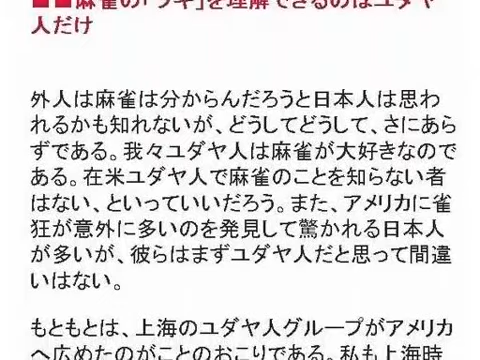 ■■麻雀の「ツキ」を理解できるのはユダヤ
人だけ
外人は麻雀は分からんだろうと日本人は思わ
れるかも知れないが、どうしてどうして、さにあら
ずである。我々ユダヤ人は麻雀が大好きなので
ある。在米ユダヤ人で麻雀のことを知らない者
はない、といっていいだろう。また、アメリカに雀
狂が意外に多いのを発見して驚かれる日本人
が多いが、彼らはまずユダヤ人だと思って間違
いはない。
もともとは、上海のユダヤ人グループがアメリカ
へ広めたのがことのおこりである。私も上海時